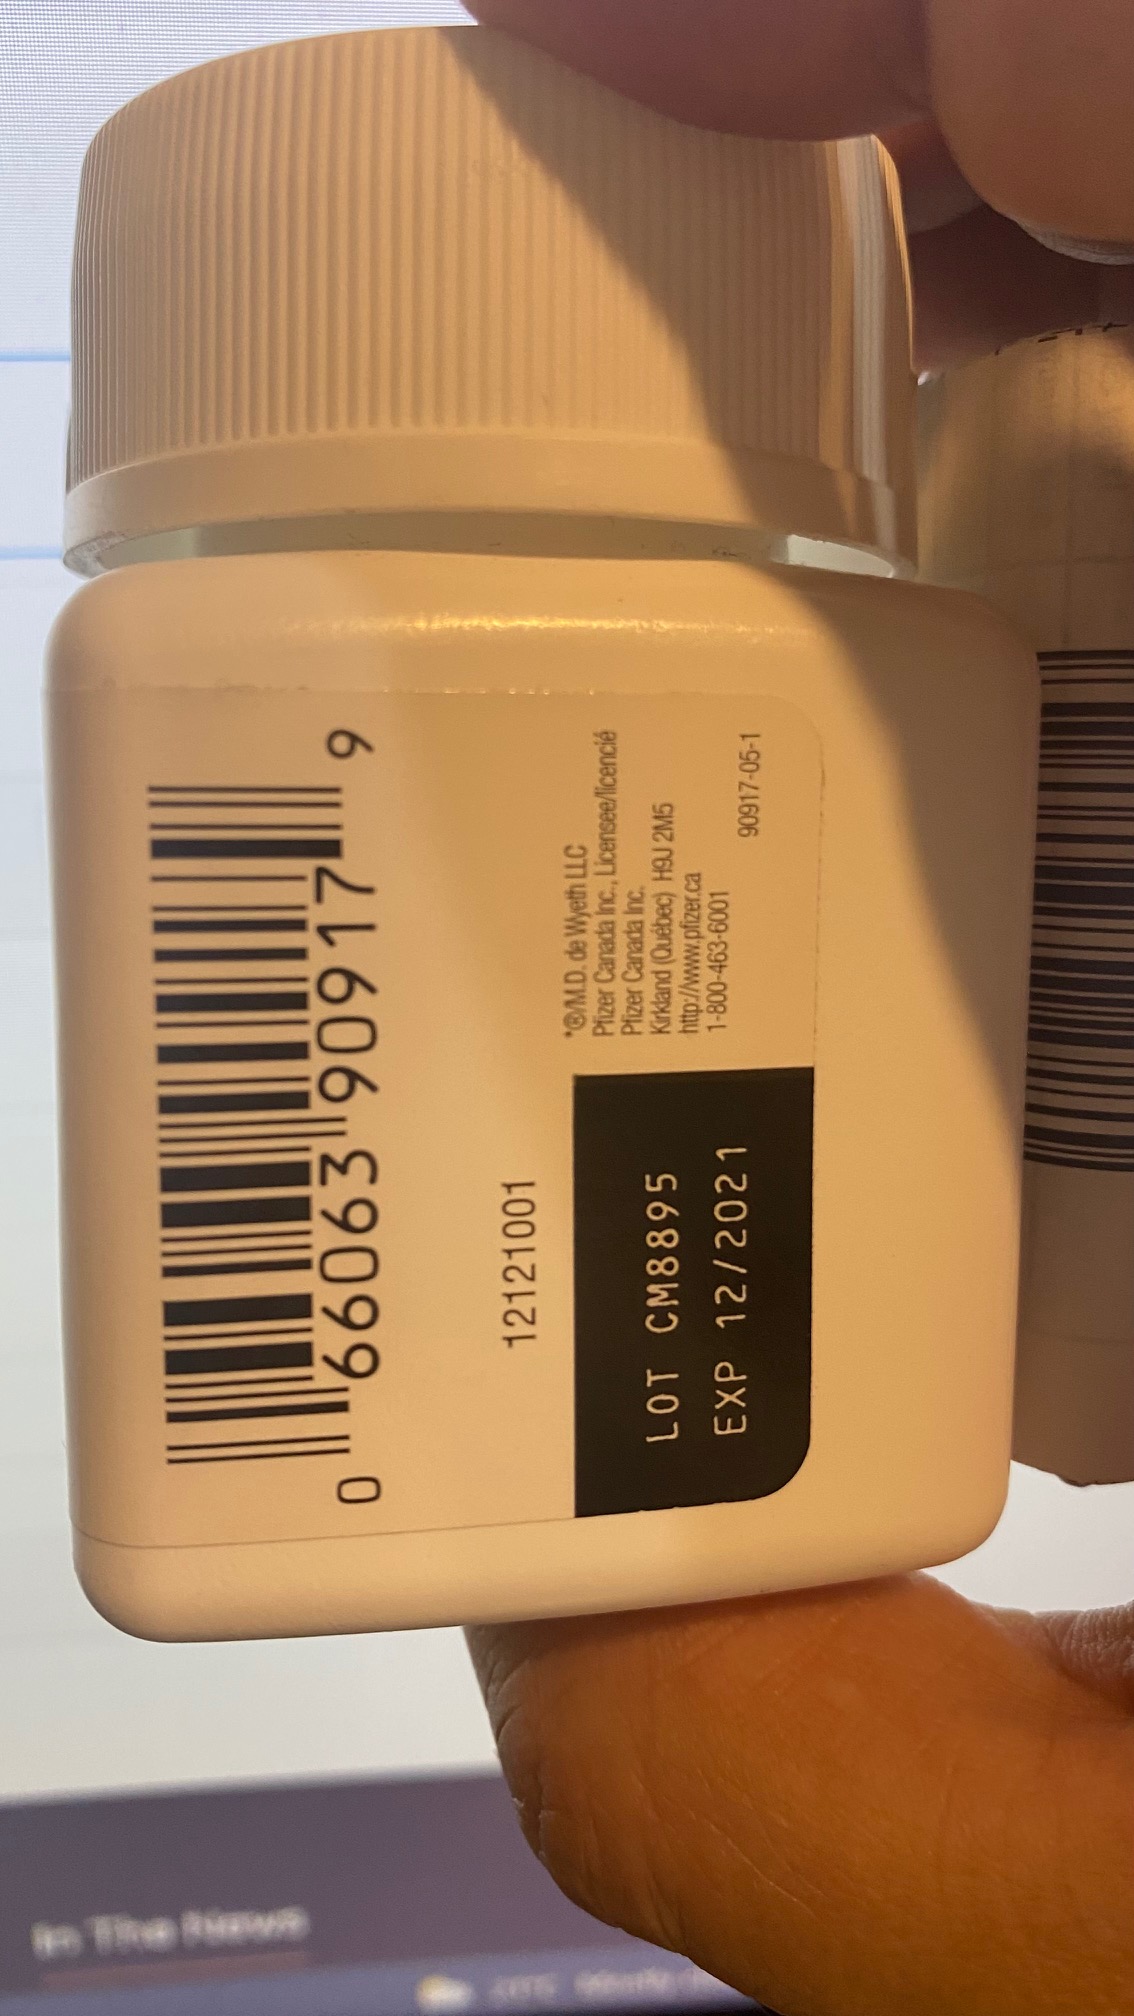 0 66063 90917 9
12121001
*®/M.D. de Wyeth LLC
Pfizer Canada Inc., Licensee/licencié
Pfizer Canada Inc.
Kirkland (Québec) H9J 2M5
http://www.pfizer.ca
1-800-463-6001
90917-05-1
LOT CM8895
EXP 12/2021
In The News